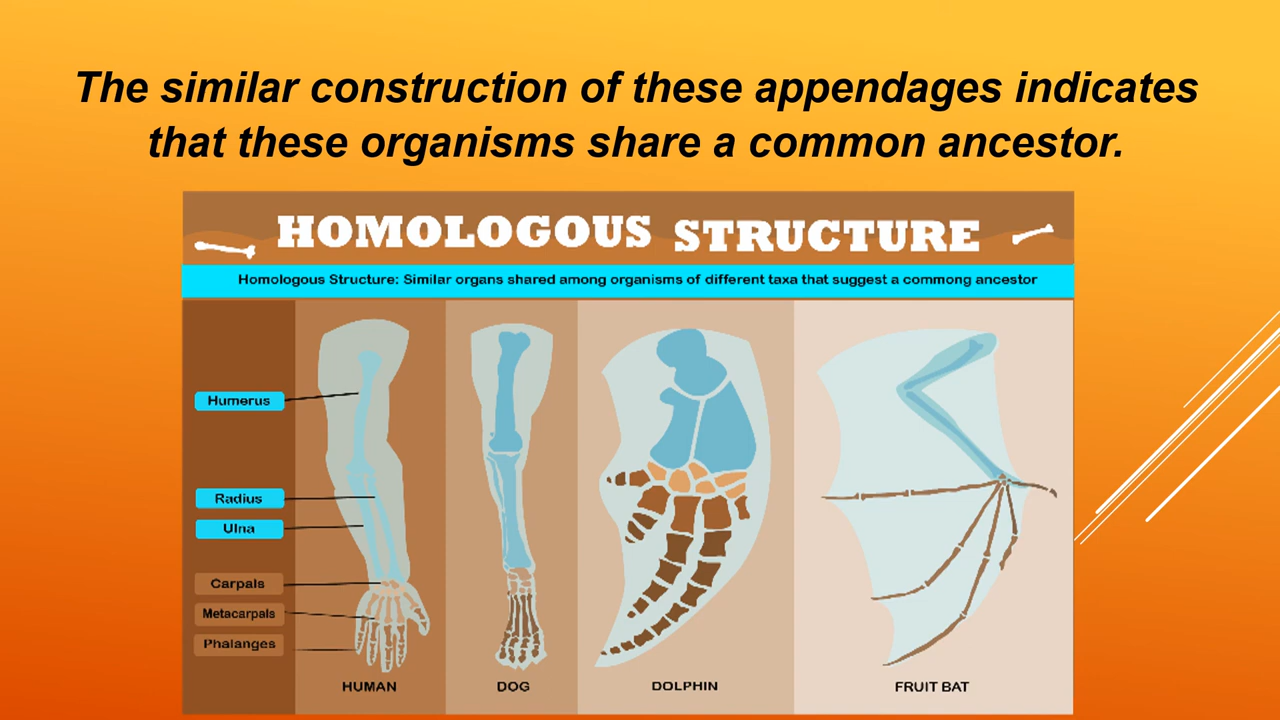 The similar construction of these appendages indicates
that these organisms share a common ancestor.
HOMOLOGOUS STRUCTURE
Homologous Structure: Similar organs shared among organisms of different taxa that suggest a commong ancestor
Humerus
Radius
Ulna
Carpals
Metacarpals
Phalanges
HUMAN
DOG
DOLPHIN
FRUIT BAT